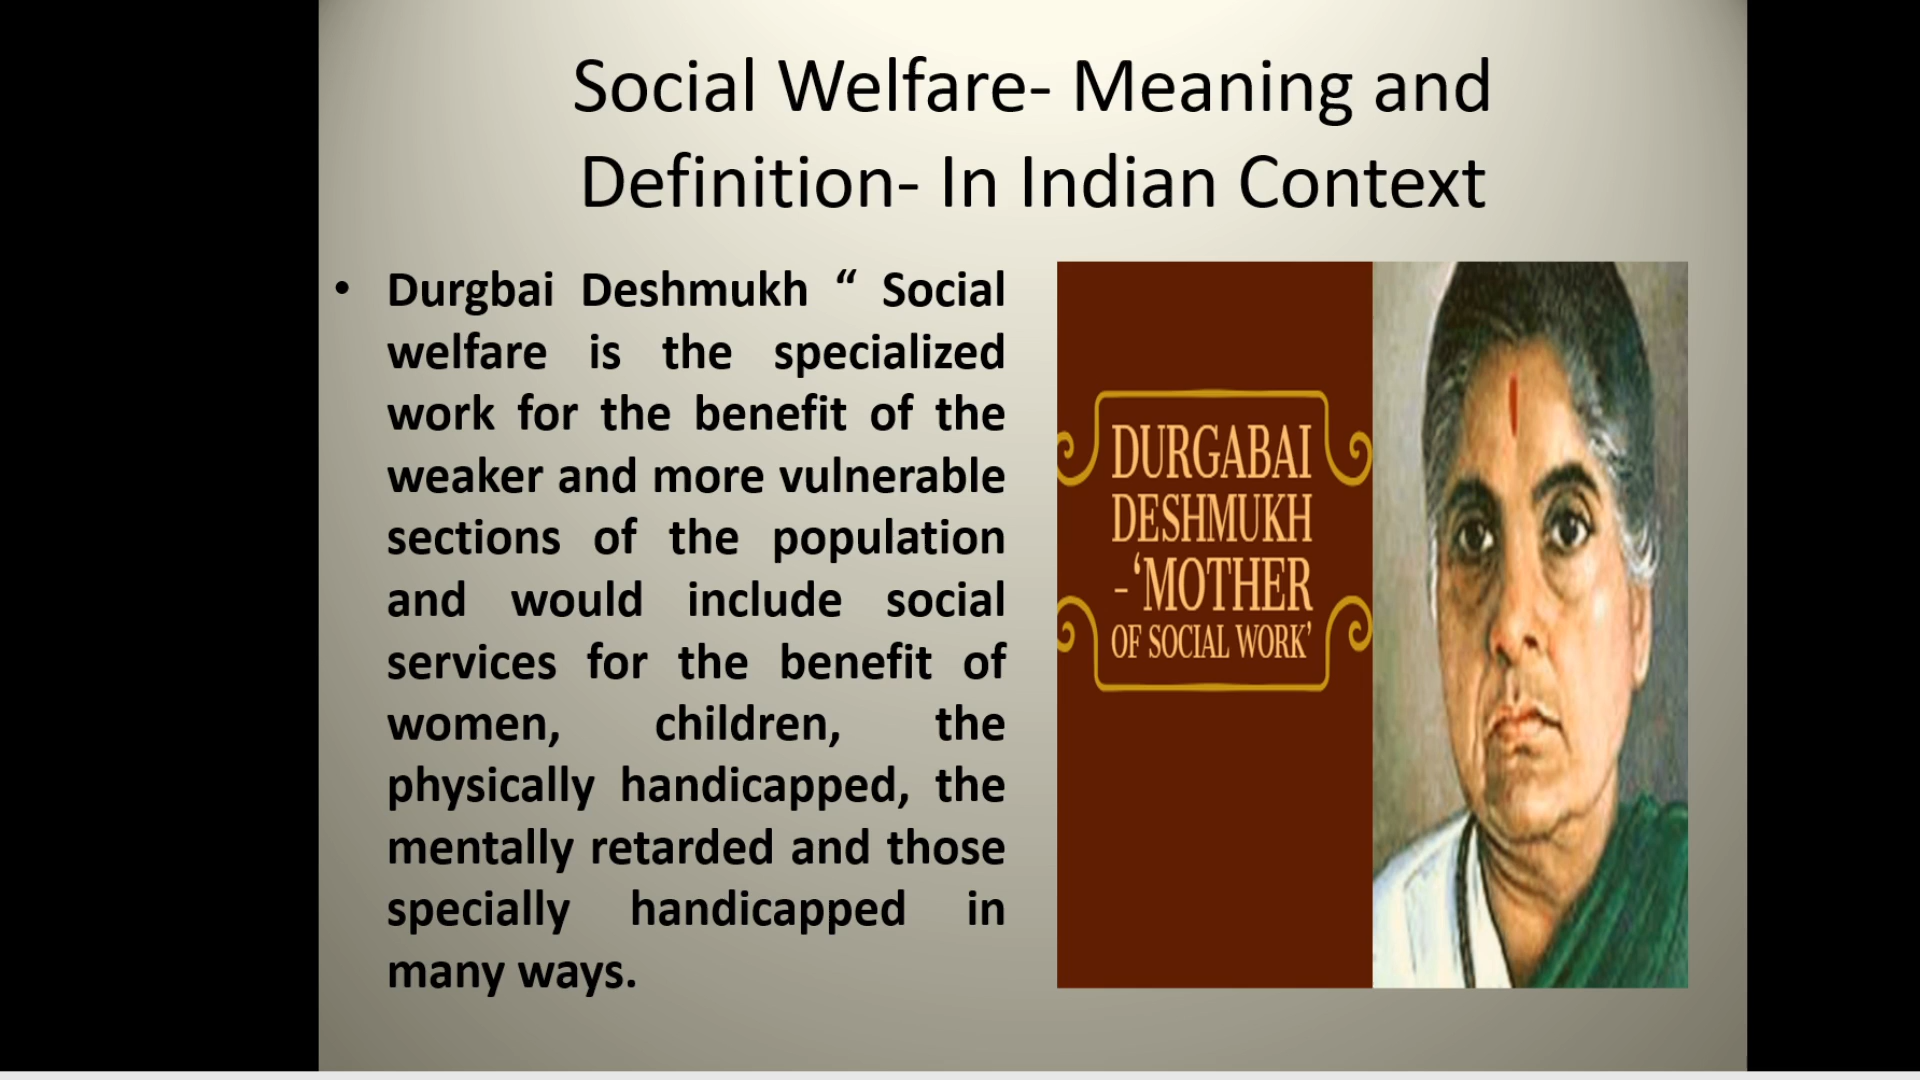 Social Welfare- Meaning and
Definition- In Indian Context
• Durgbai Deshmukh “ Social
welfare is the specialized
work for the benefit of the
weaker and more vulnerable
sections of the population
and would include social
services for the benefit of
women, children, the
physically handicapped, the
mentally retarded and those
specially handicapped in
many ways.
DURGABAI
DESHMUKH
-‘MOTHER
OF SOCIAL WORK’